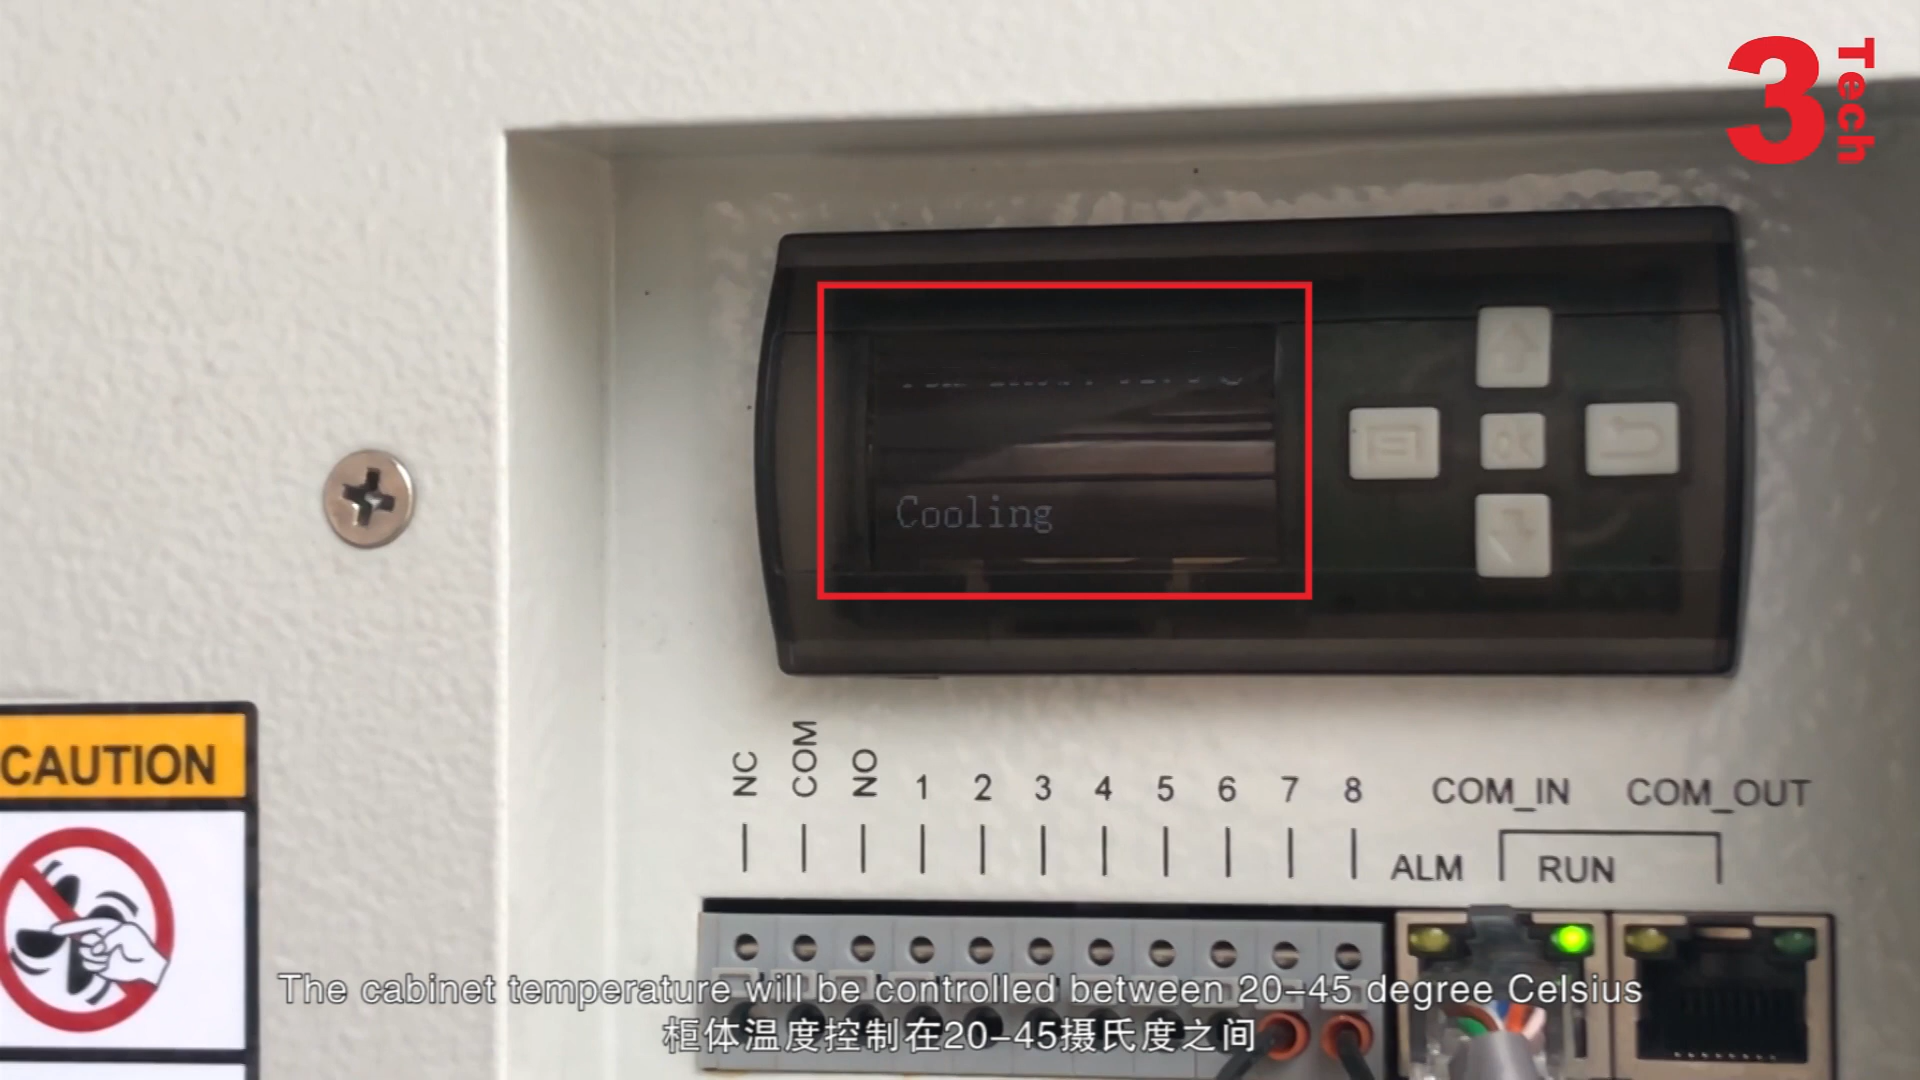 3 Tech
Cooling
CAUTION
NC COM NO 1 2 3 4 5 6 7 8
COM_IN COM_OUT
ALM RUN
The cabinet temperature will be controlled between 20-45 degree Celsius
柜体温度控制在20-45摄氏度之间